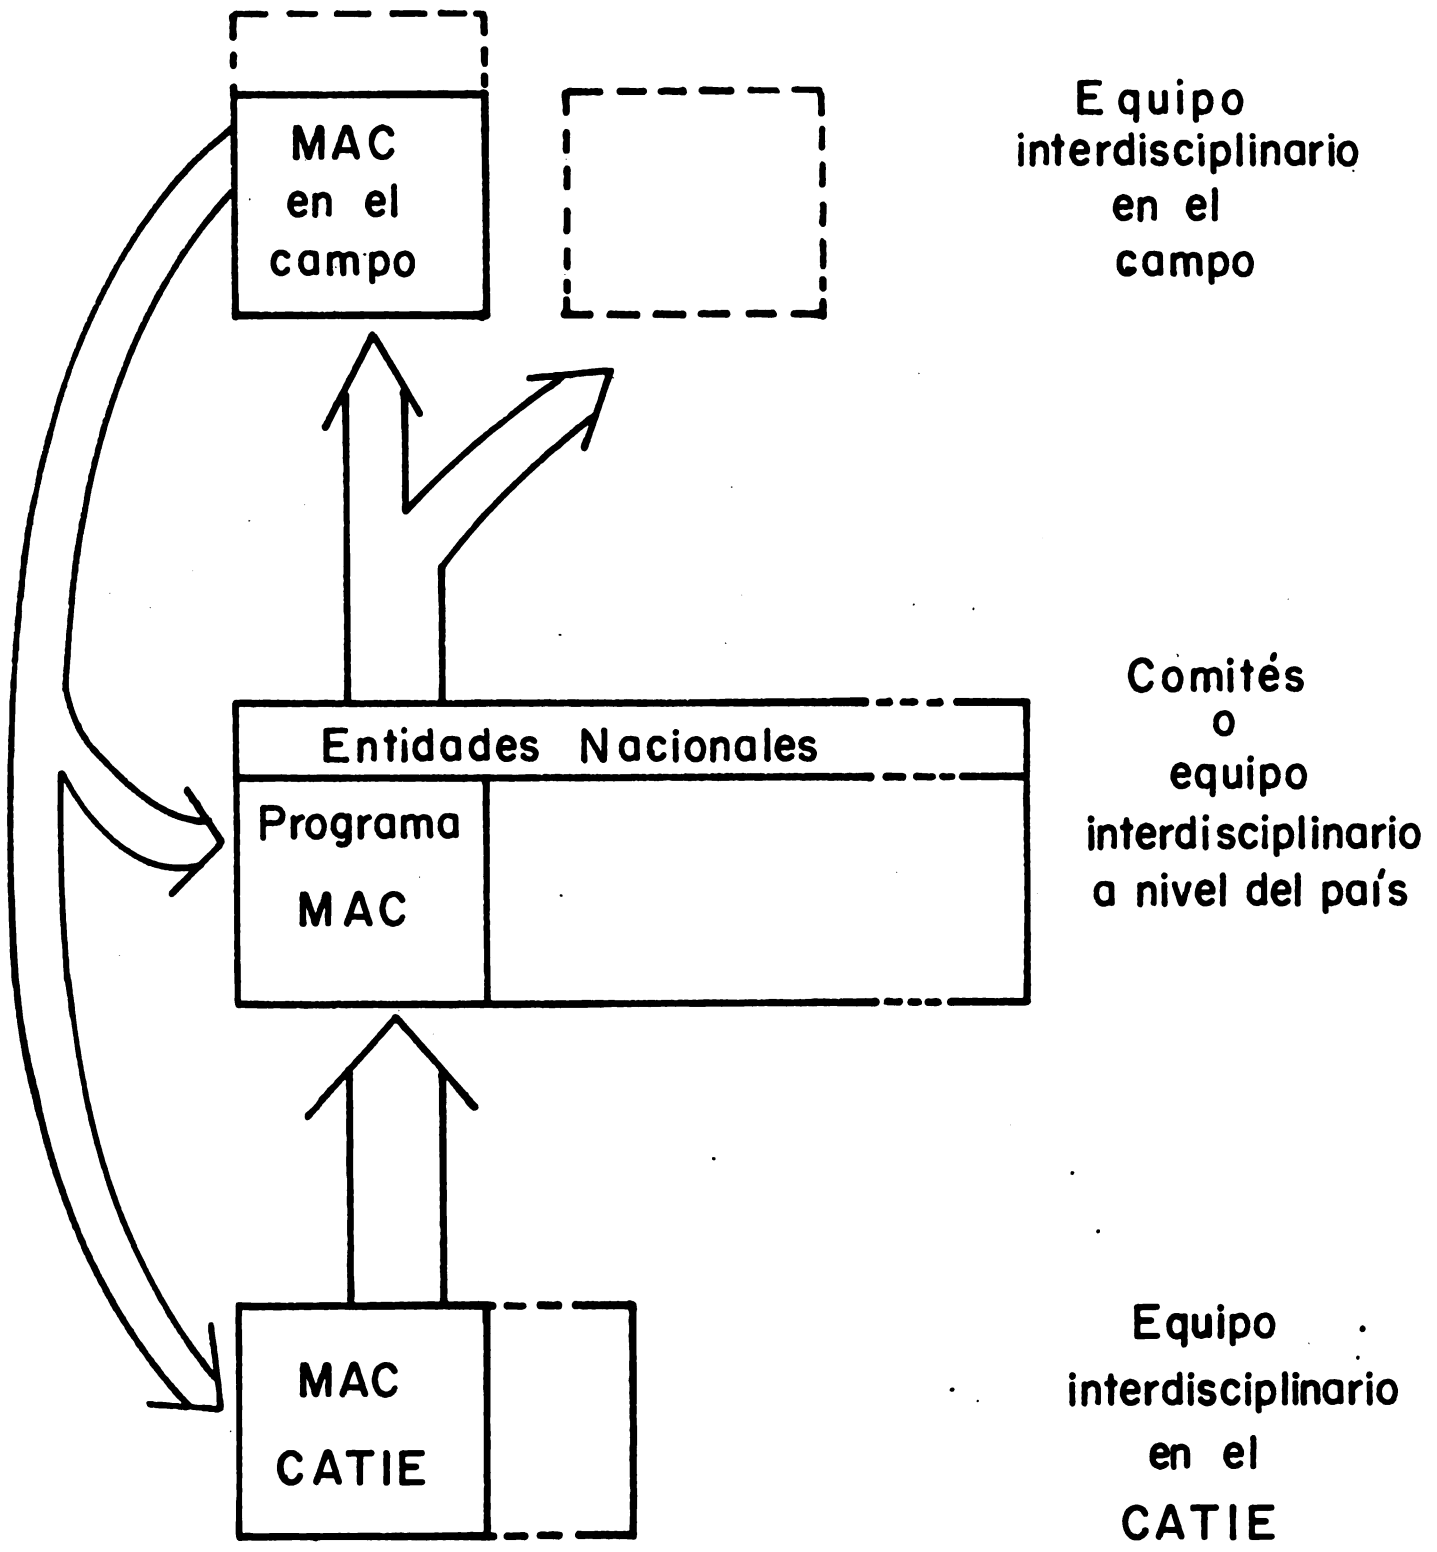 MAC
en el
campo
Equipo
interdisciplinario
en el
campo
Entidades Nacionales
Programa
MAC
Comités
o
equipo
interdisciplinario
a nivel del país
MAC
CATIE
Equipo
interdisciplinario
en el
CATIE